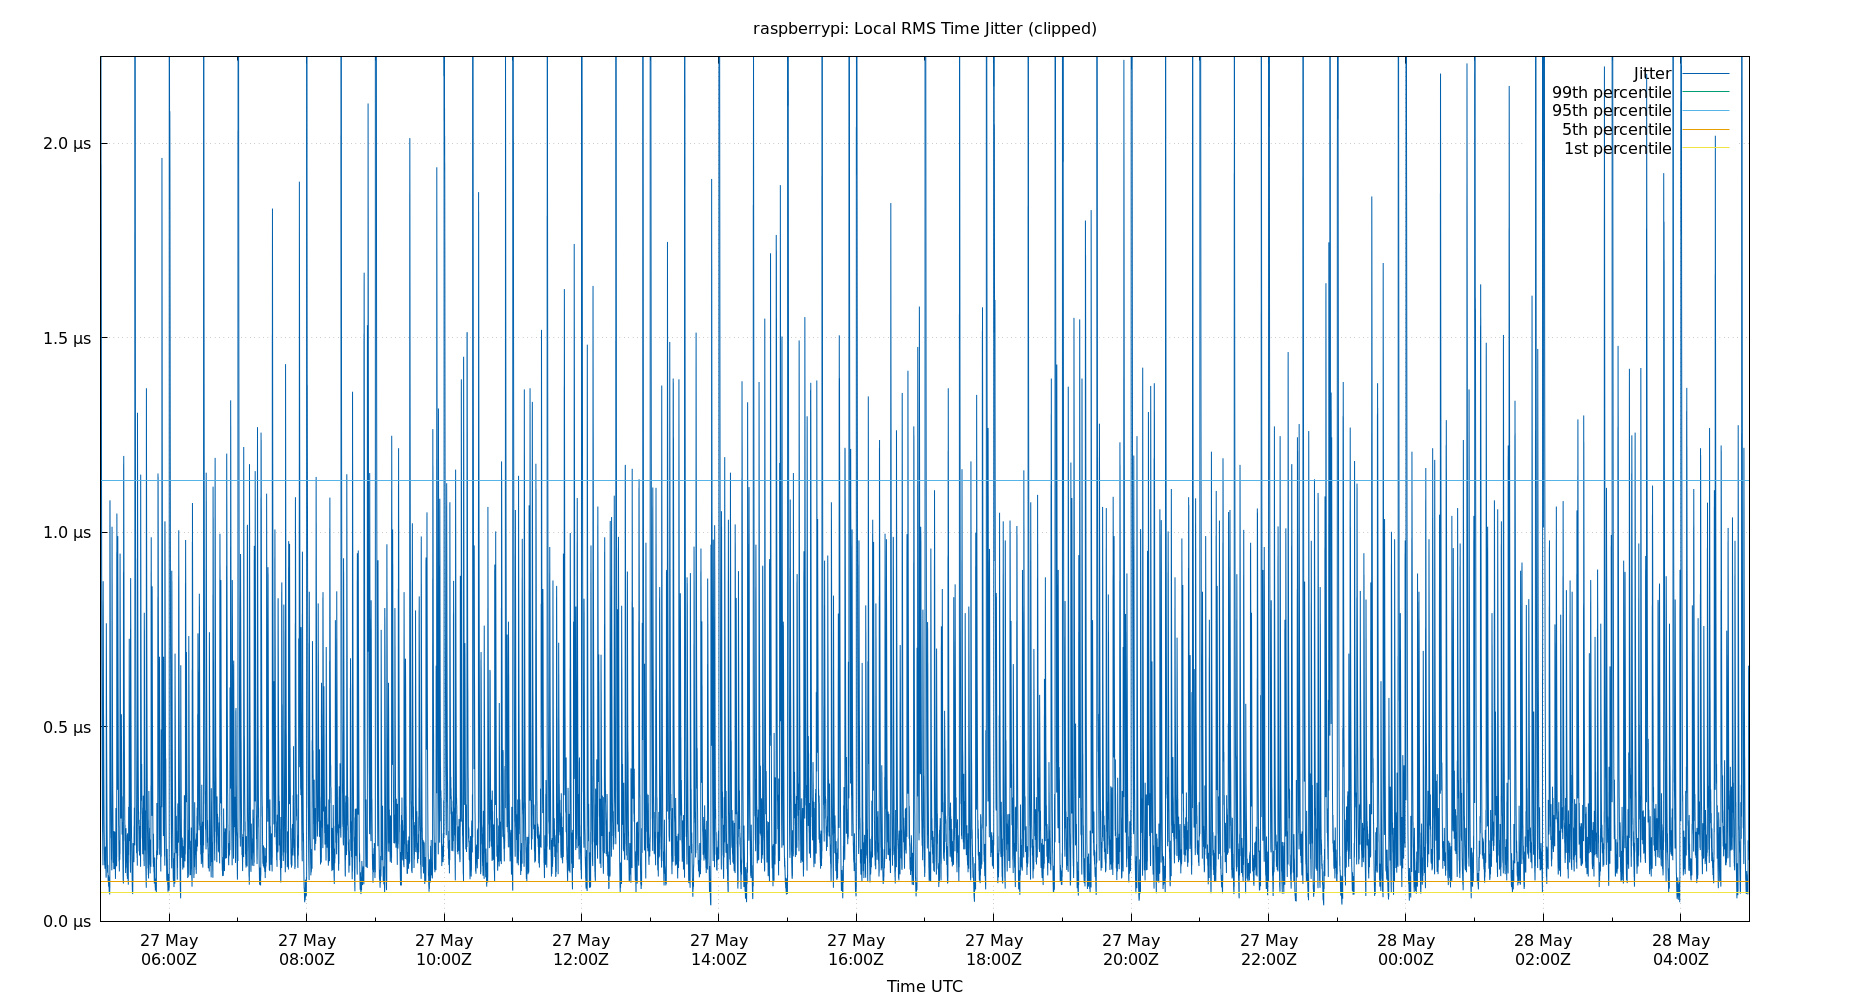 raspberrypi: Local RMS Time Jitter (clipped)
Jitter
99th percentile
95th percentile
5th percentile
1st percentile
2.0 µs
1.5 µs
1.0 µs
0.5 µs
0.0 µs
27 May 27 May 27 May 27 May 27 May 27 May 27 May 27 May 27 May 28 May 28 May 28 May
06:00Z 08:00Z 10:00Z 12:00Z 14:00Z 16:00Z 18:00Z 20:00Z 22:00Z 00:00Z 02:00Z 04:00Z
Time UTC